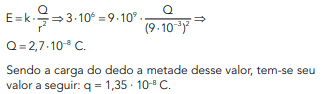 E = k · Q/r² ⇒ 3 · 10⁶ = 9 · 10⁹ · Q/(9 · 10⁻³)² ⇒
Q = 2,7 · 10⁻⁸ C.
Sendo a carga do dedo a metade desse valor, tem-se seu
valor a seguir: q = 1,35 · 10⁻⁸ C.